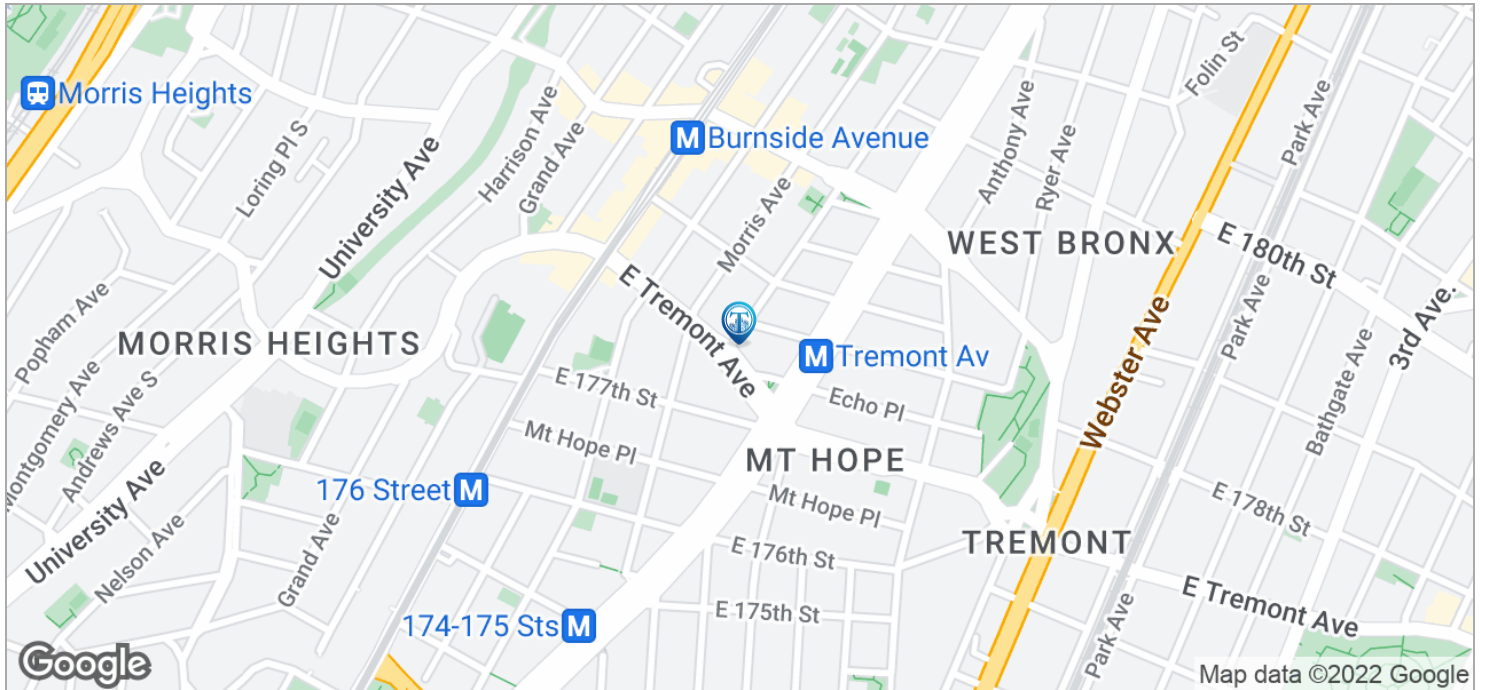 Folin St
Morris Heights
Park Ave
Harrison Ave
Anthony Ave
Loring Pl S
Burnside Avenue
University Ave
Grand Ave
Ryer Ave
Morris Ave
WEST BRONX
E 180th St
E Tremont Ave
Park Ave
3rd Ave.
Popham Ave
T
MORRIS HEIGHTS
Tremont Av
Webster Ave
Bathgate Ave
E 177th St
Echo Pl
Montgomery Ave
Andrews Ave S
Mt Hope Pl
MT HOPE
176 Street
Mt Hope Pl
E 178th St
University Ave
Nelson Ave
Grand Ave
TREMONT
E 176th St
E 175th St
E Tremont Ave
174-175 Sts
Park Ave
Google
Map data ©2022 Google
M
M
M
M